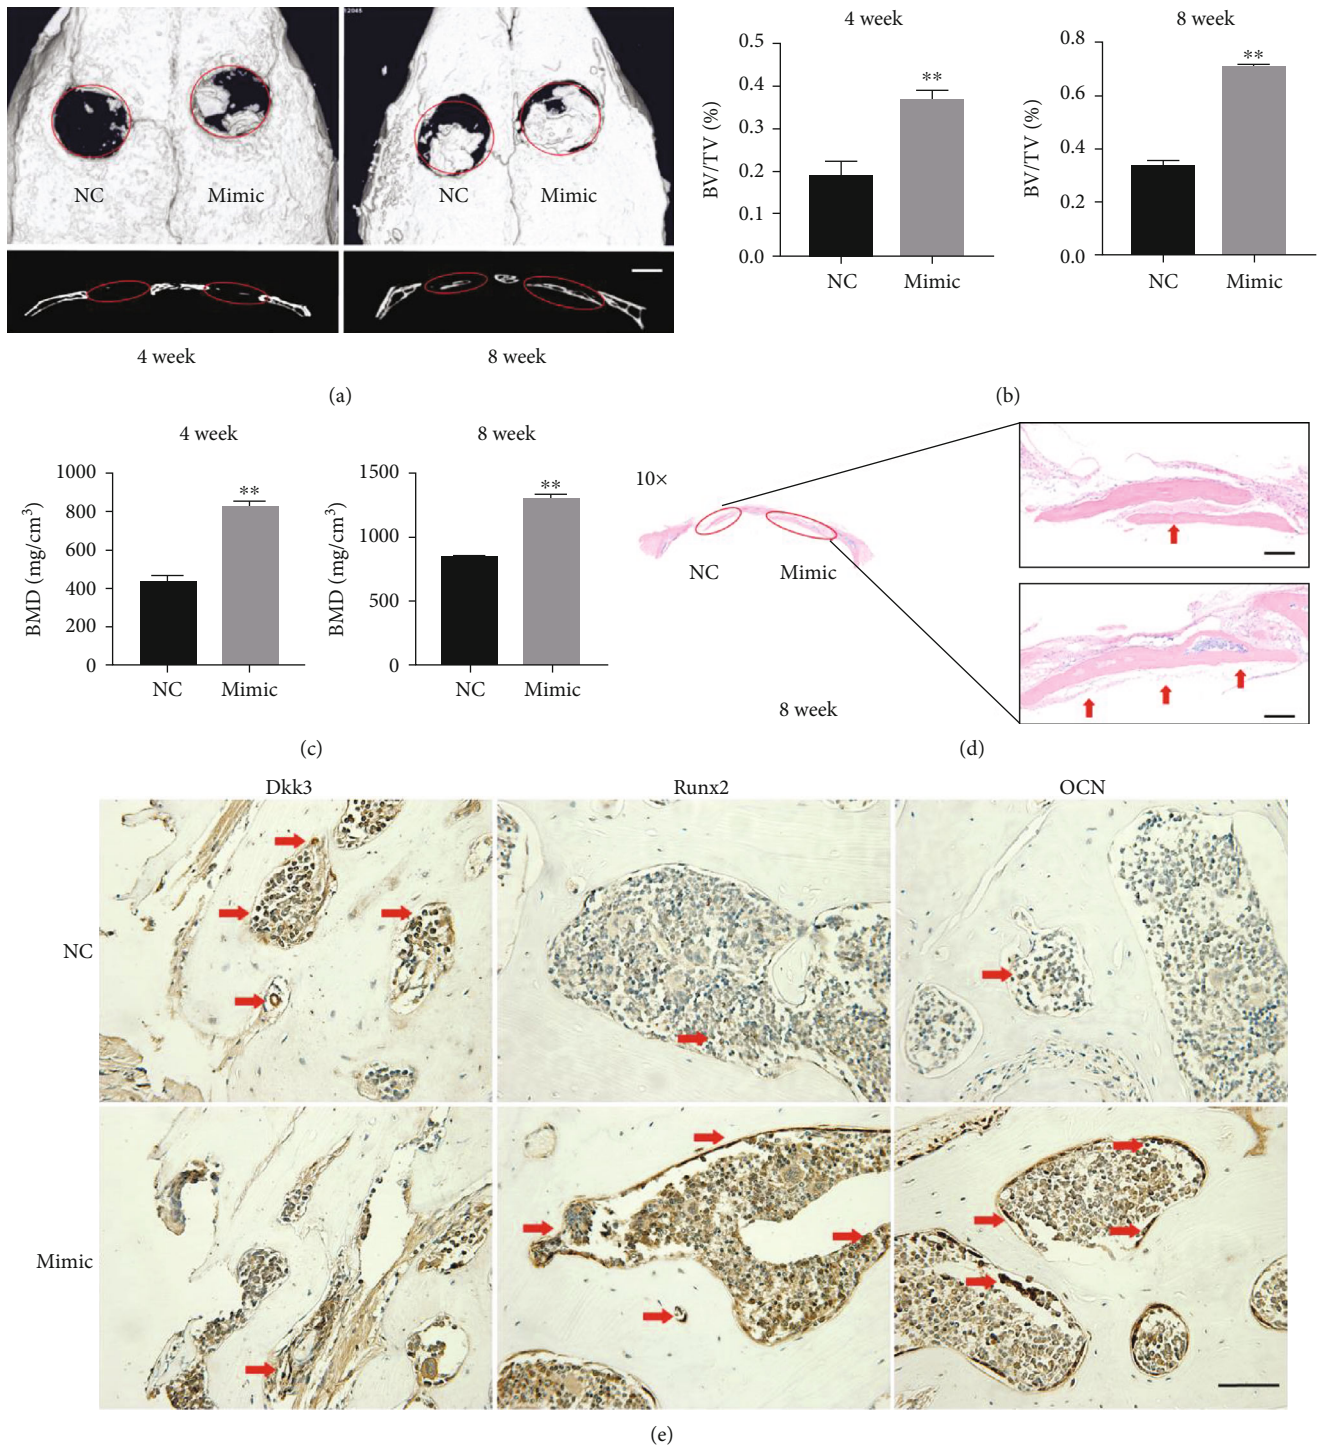 12045
NC
Mimic
NC
Mimic
4 week
8 week
(a)
4 week
BV/TV (%)
0.5
0.4
0.3
0.2
0.1
0.0
NC
Mimic
**
8 week
BV/TV (%)
0.8
0.6
0.4
0.2
0.0
NC
Mimic
**
(b)
4 week
BMD (mg/cm³)
1000
800
600
400
200
0
NC
Mimic
**
8 week
BMD (mg/cm³)
1500
1000
500
0
NC
Mimic
**
(c)
10×
NC
Mimic
8 week
(d)
Dkk3
Runx2
OCN
NC
Mimic
(e)